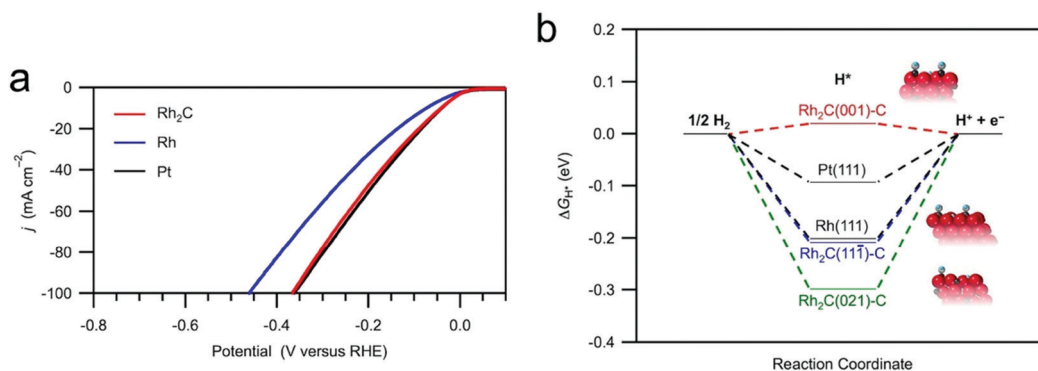 a
0
-20
-40
-60
-80
-100
j (mA cm⁻²)
Rh₂C
Rh
Pt
-0.8
-0.6
-0.4
-0.2
0.0
Potential (V versus RHE)
b
0.2
0.1
0.0
-0.1
-0.2
-0.3
-0.4
ΔG_H* (eV)
H*
Rh₂C(001)-C
1/2 H₂
H⁺ + e⁻
Pt(111)
Rh(111)
Rh₂C(111̅)-C
Rh₂C(021)-C
Reaction Coordinate